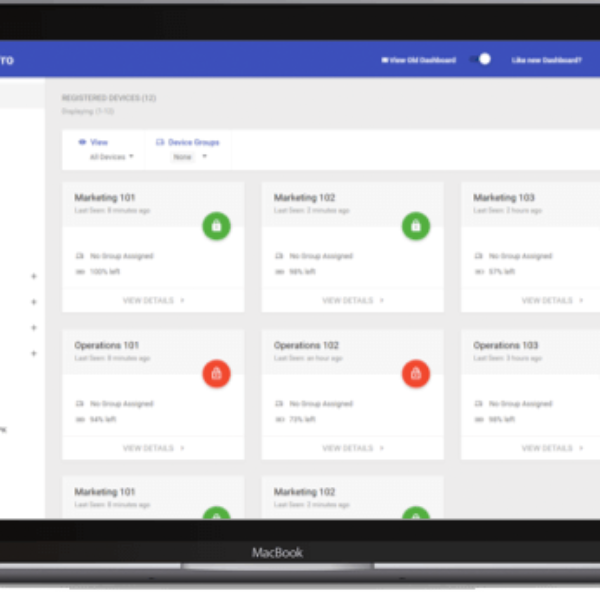 TO
View Old Dashboard
Like new Dashboard?
REGISTERED DEVICES (12)
Displaying (1-10)
View
Device Groups
All Devices
None
Marketing 101
Last Seen: 8 minutes ago
No Group Assigned
100% left
VIEW DETAILS
Marketing 102
Last Seen: 2 minutes ago
No Group Assigned
98% left
VIEW DETAILS
Marketing 103
Last Seen: 2 hours ago
No Group Assigned
57% left
VIEW DETAILS
Operations 101
Last Seen: 8 minutes ago
No Group Assigned
94% left
VIEW DETAILS
Operations 102
Last Seen: an hour ago
No Group Assigned
73% left
VIEW DETAILS
Operations 103
Last Seen: 3 hours ago
No Group Assigned
98% left
VIEW DETAILS
Marketing 101
Last Seen: 8 minutes ago
Marketing 102
Last Seen: 2 minutes ago
MacBook